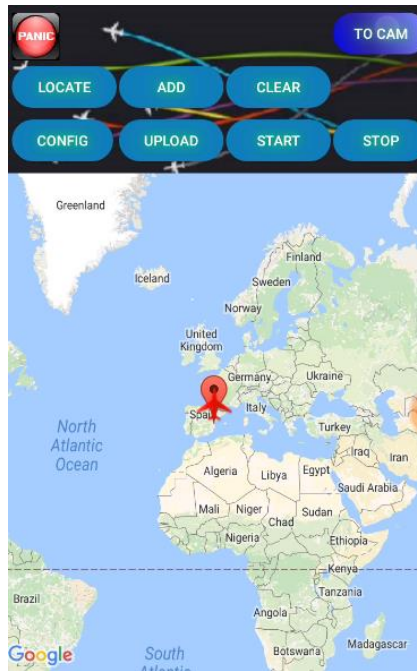 PANIC
TO CAM
LOCATE ADD CLEAR
CONFIG UPLOAD START STOP
Greenland
Finland
Iceland
Sweden
Norway
United
Kingdom
Germany
Ukraine
Spain
Italy
Turkey
Iraq
Iran
Algeria
Libya
Egypt
Saudi Arabia
North
Atlantic
Ocean
Mali
Niger
Sudan
Chad
Nigeria
Ethiopia
Kenya
Tanzania
Brazil
Angola
Madagascar
Botswana
Google
South
Atlantic